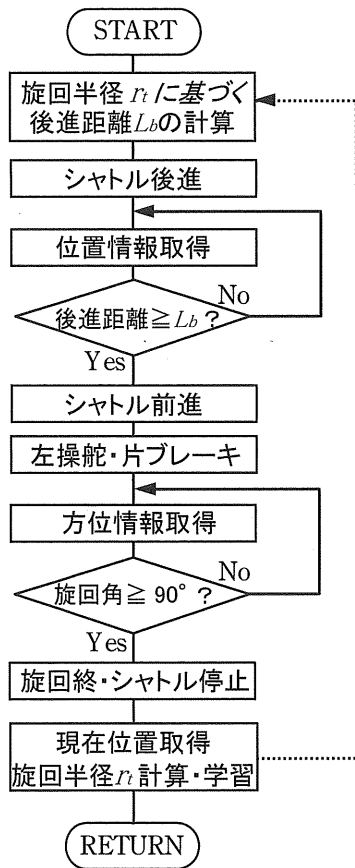 START
旋回半径 rt に基づく
後進距離Lbの計算
シャトル後進
位置情報取得
No
後進距離≧Lb?
Yes
シャトル前進
左操舵・片ブレーキ
方位情報取得
No
旋回角≧ 90° ?
Yes
旋回終・シャトル停止
現在位置取得
旋回半径rt計算・学習
RETURN